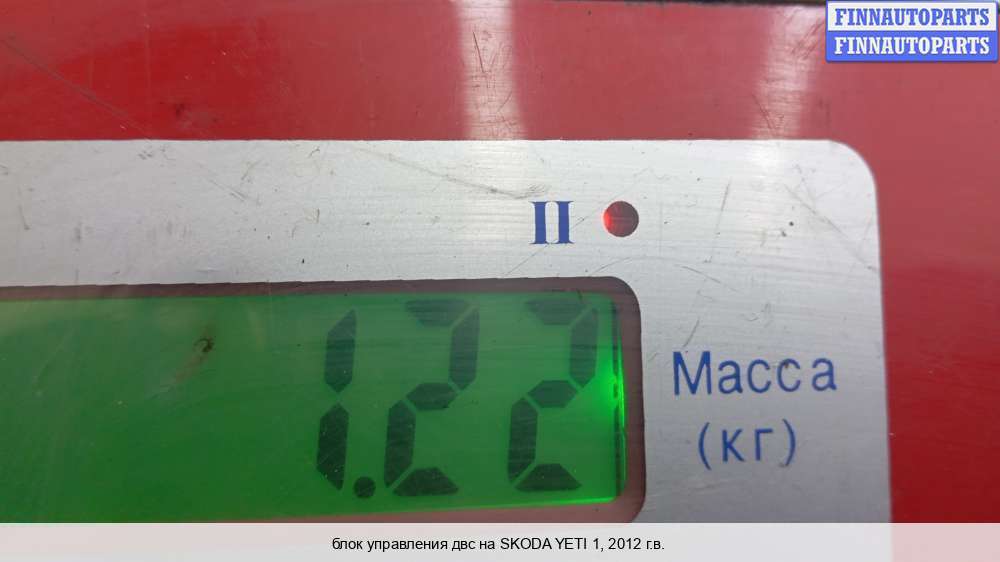 FINNAUTOPARTS
FINNAUTOPARTS
II
1.22
Масса
(кг)
блок управления двс на SKODA YETI 1, 2012 г.в.